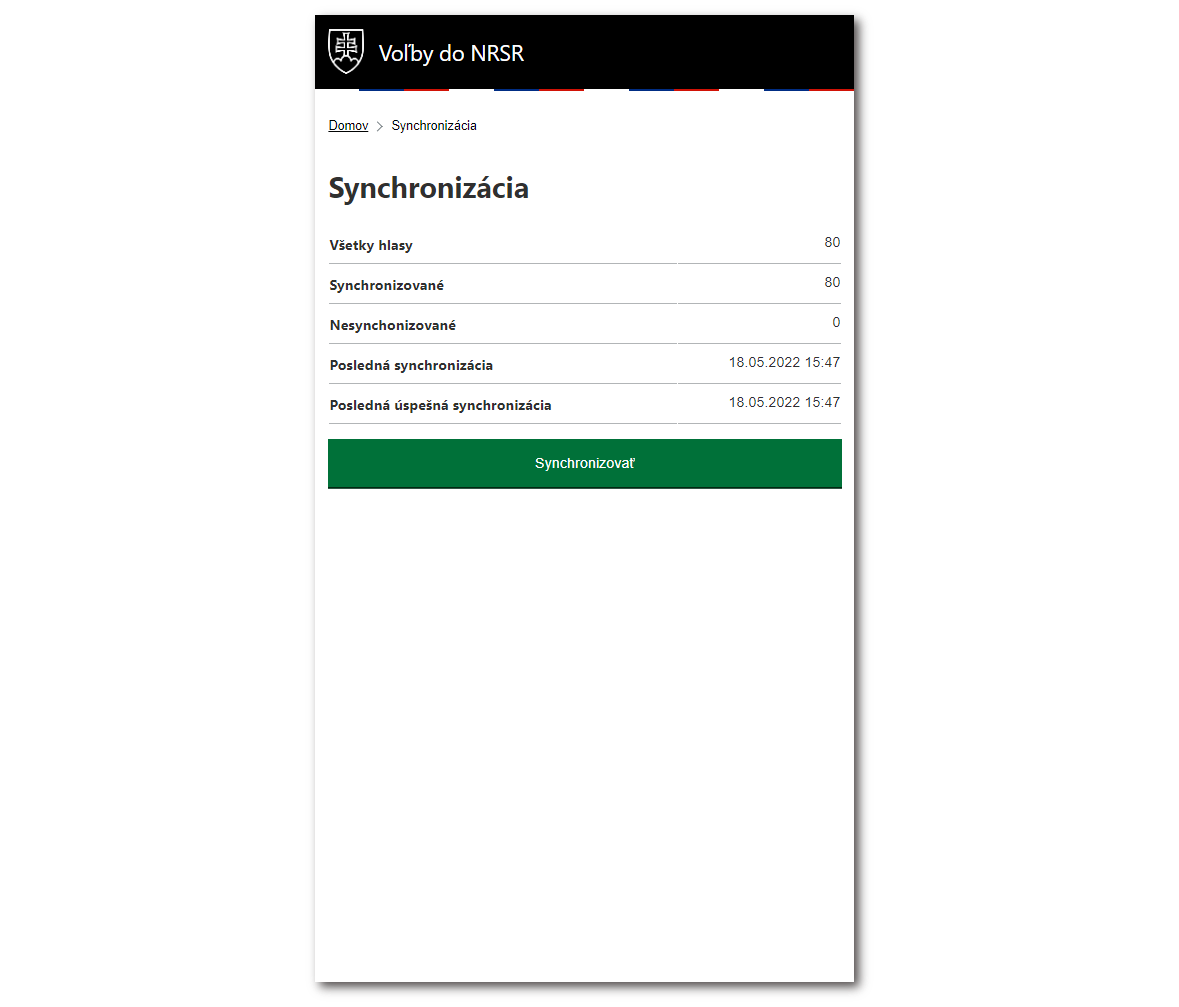 Voľby do NRSR
Domov > Synchronizácia
Synchronizácia
Všetky hlasy 80
Synchronizované 80
Nesynchonizované 0
Posledná synchronizácia 18.05.2022 15:47
Posledná úspešná synchronizácia 18.05.2022 15:47
Synchronizovať